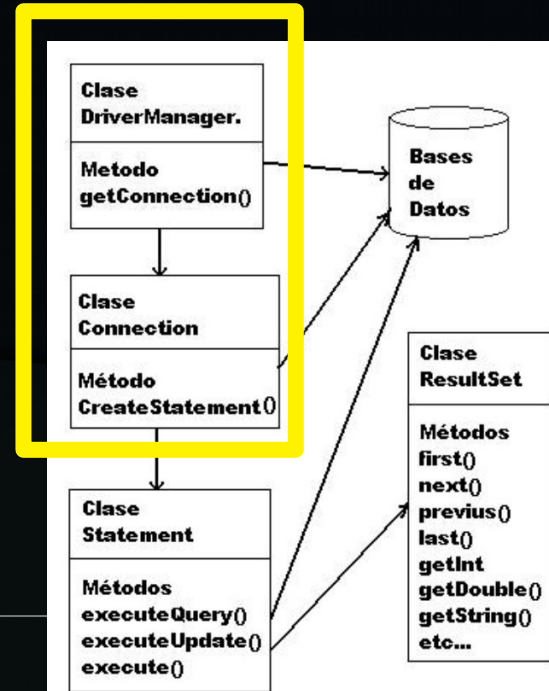 Clase
DriverManager.
Metodo
getConnection()
Bases
de
Datos
Clase
Connection
Método
CreateStatement()
Clase
ResultSet
Métodos
first()
next()
previus()
last()
getInt
getDouble()
getString()
etc...
Clase
Statement
Métodos
executeQuery()
executeUpdate()
execute()